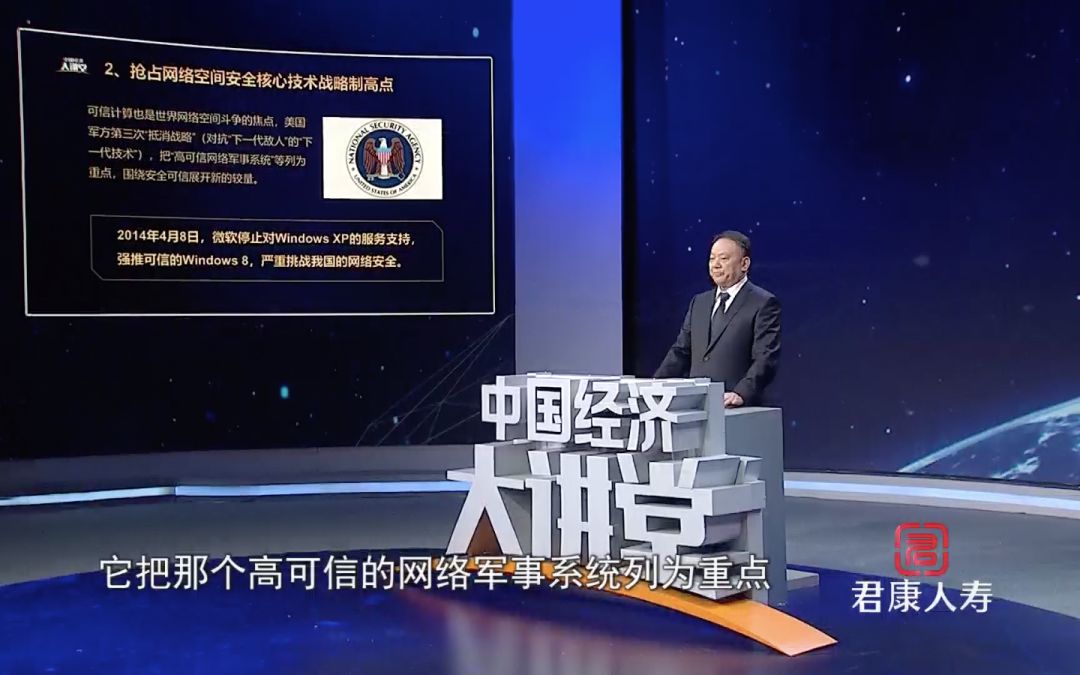 中国经济
大讲堂
2、抢占网络空间安全核心技术战略制高点
可信计算也是世界网络空间斗争的焦点，美国
军方第三次“抵消战略”（对抗“下一代敌人”的“下
一代技术”），把“高可信网络军事系统”等列为
重点，围绕安全可信展开新的较量。
NATIONAL SECURITY AGENCY
UNITED STATES OF AMERICA
2014年4月8日，微软停止对Windows XP的服务支持，
强推可信的Windows 8，严重挑战我国的网络安全。
中国经济
大讲堂
它把那个高可信的网络军事系统列为重点
君康人寿